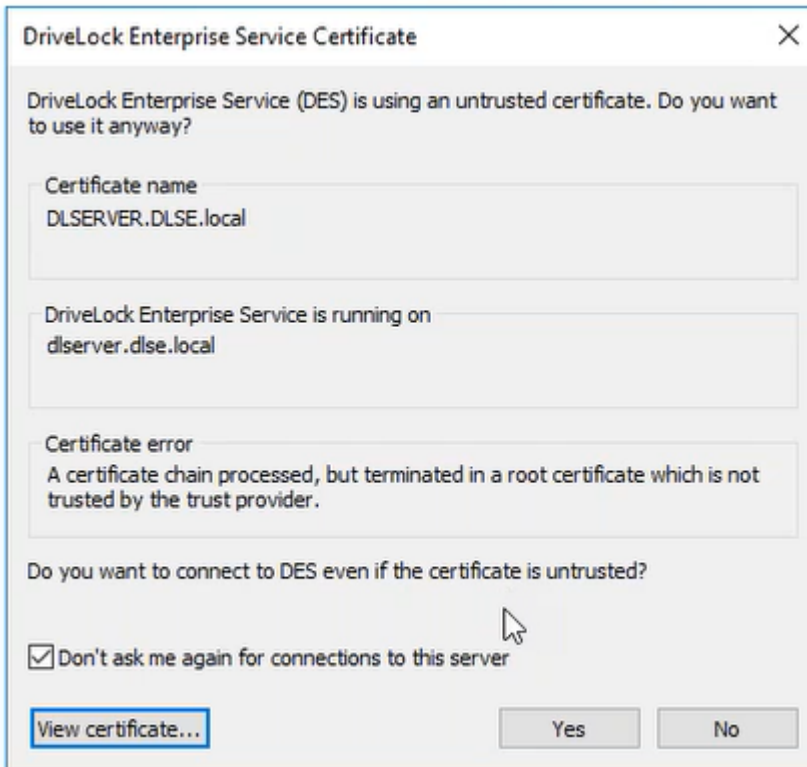 DriveLock Enterprise Service Certificate
DriveLock Enterprise Service (DES) is using an untrusted certificate. Do you want
to use it anyway?
Certificate name
DLSERVER.DLSE.local
DriveLock Enterprise Service is running on
dlserver.dlse.local
Certificate error
A certificate chain processed, but terminated in a root certificate which is not
trusted by the trust provider.
Do you want to connect to DES even if the certificate is untrusted?
Don't ask me again for connections to this server
View certificate...
Yes
No